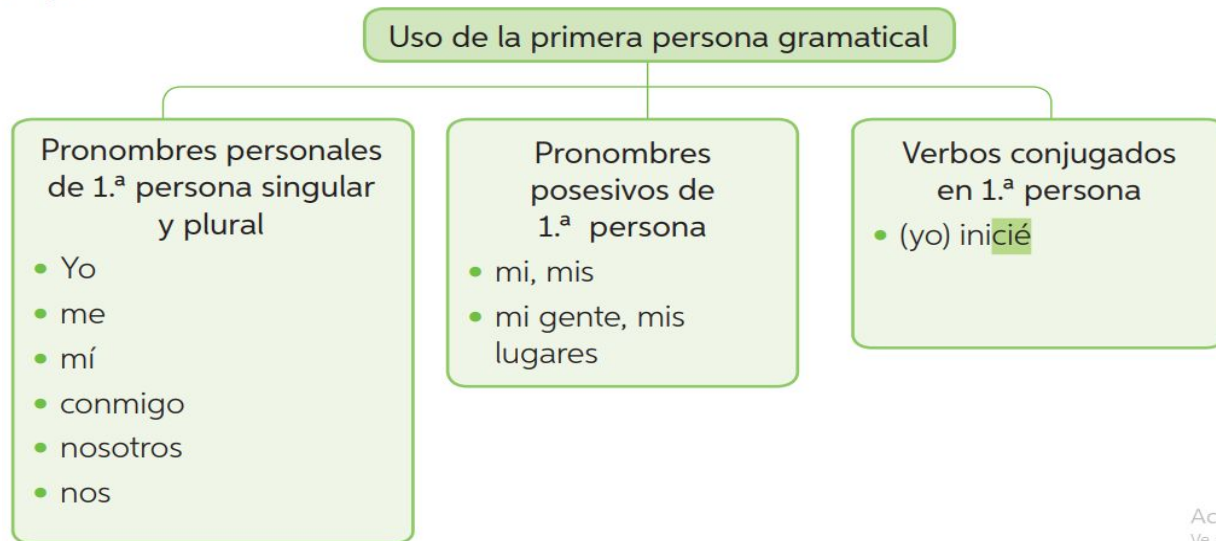 Uso de la primera persona gramatical
Pronombres personales
de 1.ª persona singular
y plural
• Yo
• me
• mí
• conmigo
• nosotros
• nos
Pronombres
posesivos de
1.ª persona
• mi, mis
• mi gente, mis
lugares
Verbos conjugados
en 1.ª persona
• (yo) inicié